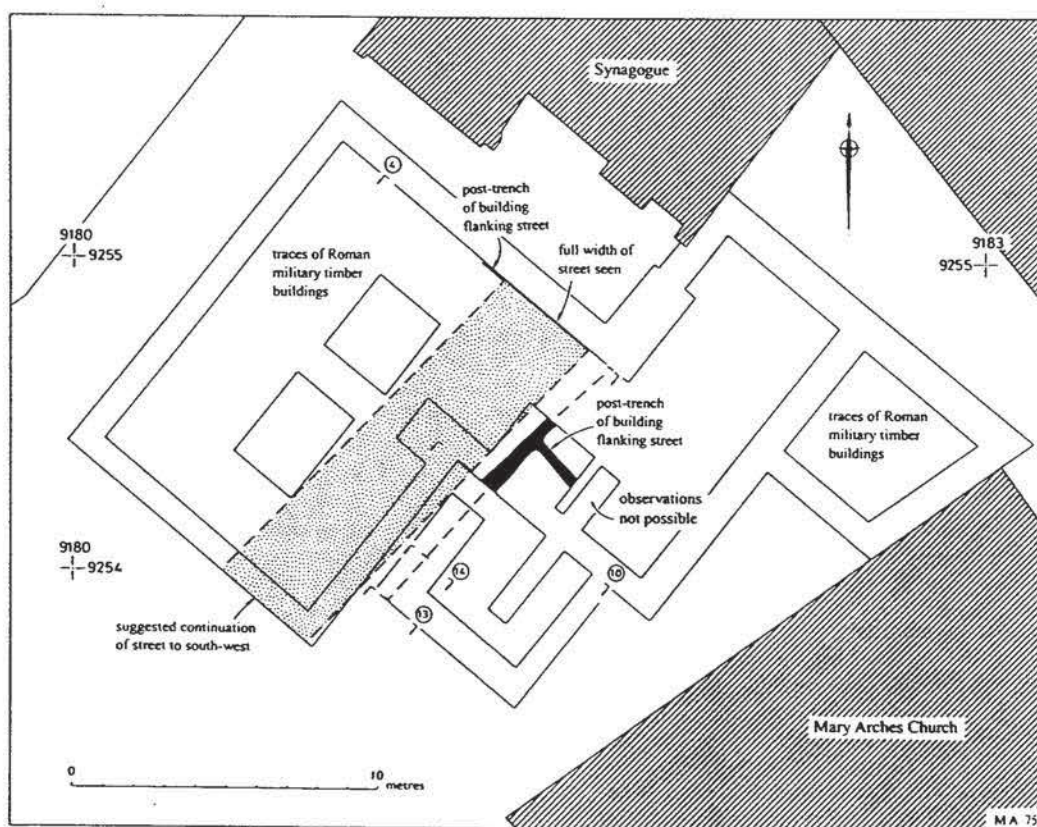 Synagogue
4
post-trench
of building
flanking street
9180
9255
traces of Roman
military timber
buildings
full width of
street seen
9183
9255
post-trench
of building
flanking street
traces of Roman
military timber
buildings
observations
not possible
9180
9254
14
10
13
suggested continuation
of street to south-west
Mary Arches Church
0
10
metres
MA 75